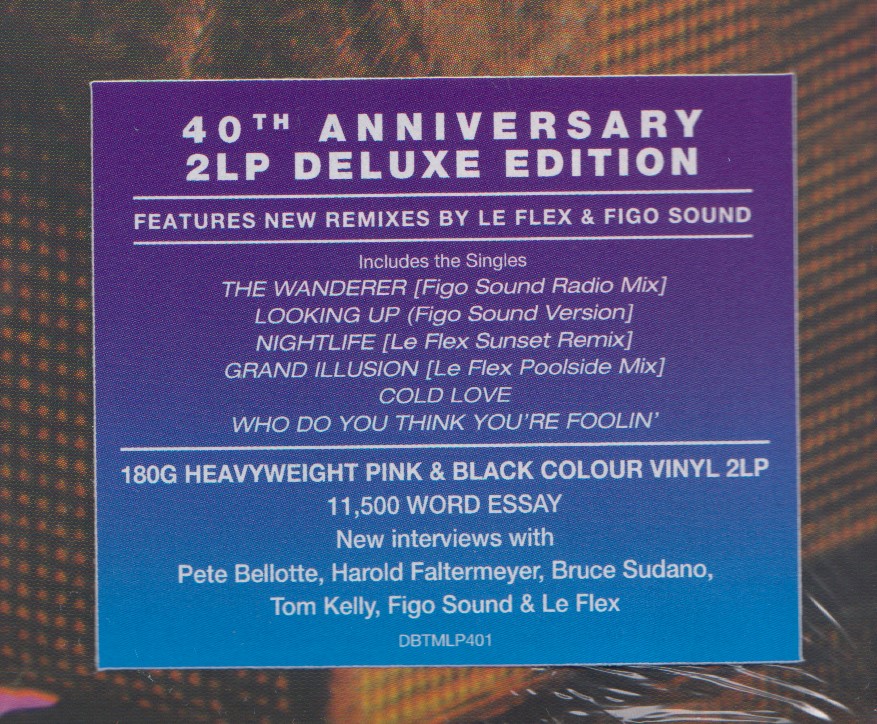 40TH ANNIVERSARY
2LP DELUXE EDITION
FEATURES NEW REMIXES BY LE FLEX & FIGO SOUND
Includes the Singles
THE WANDERER [Figo Sound Radio Mix]
LOOKING UP (Figo Sound Version]
NIGHTLIFE [Le Flex Sunset Remix]
GRAND ILLUSION [Le Flex Poolside Mix]
COLD LOVE
WHO DO YOU THINK YOU'RE FOOLIN'
180G HEAVYWEIGHT PINK & BLACK COLOUR VINYL 2LP
11,500 WORD ESSAY
New interviews with
Pete Bellotte, Harold Faltermeyer, Bruce Sudano,
Tom Kelly, Figo Sound & Le Flex
DBTMLP401